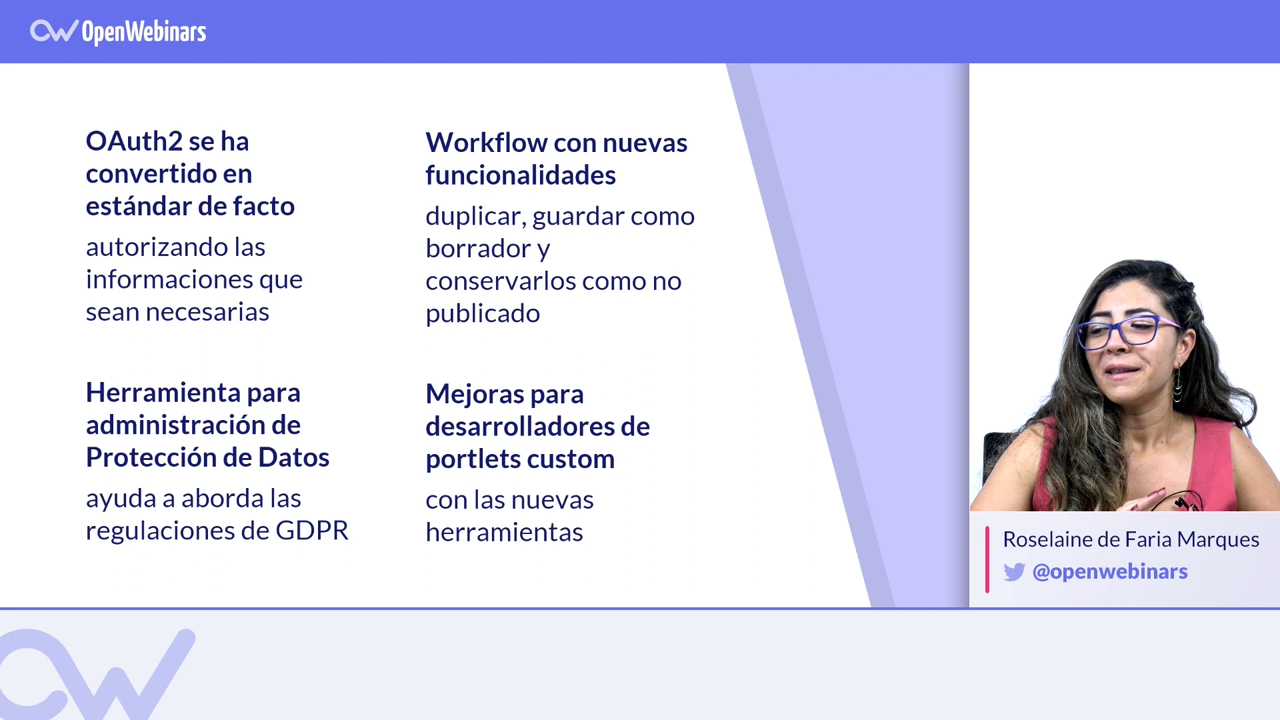 OpenWebinars
OAuth2 se ha
convertido en
estándar de facto
autorizando las
informaciones que
sean necesarias
Workflow con nuevas
funcionalidades
duplicar, guardar como
borrador y
conservarlos como no
publicado
Herramienta para
administración de
Protección de Datos
ayuda a aborda las
regulaciones de GDPR
Mejoras para
desarrolladores de
portlets custom
con las nuevas
herramientas
Roselaine de Faria Marques
@openwebinars